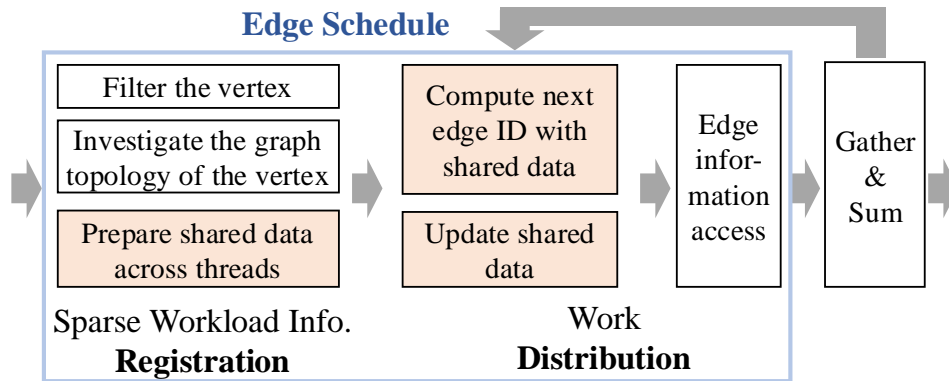 Edge Schedule
Filter the vertex
Investigate the graph
topology of the vertex
Prepare shared data
across threads
Sparse Workload Info.
Registration
Compute next
edge ID with
shared data
Update shared
data
Edge
infor-
mation
access
Work
Distribution
Gather
&
Sum